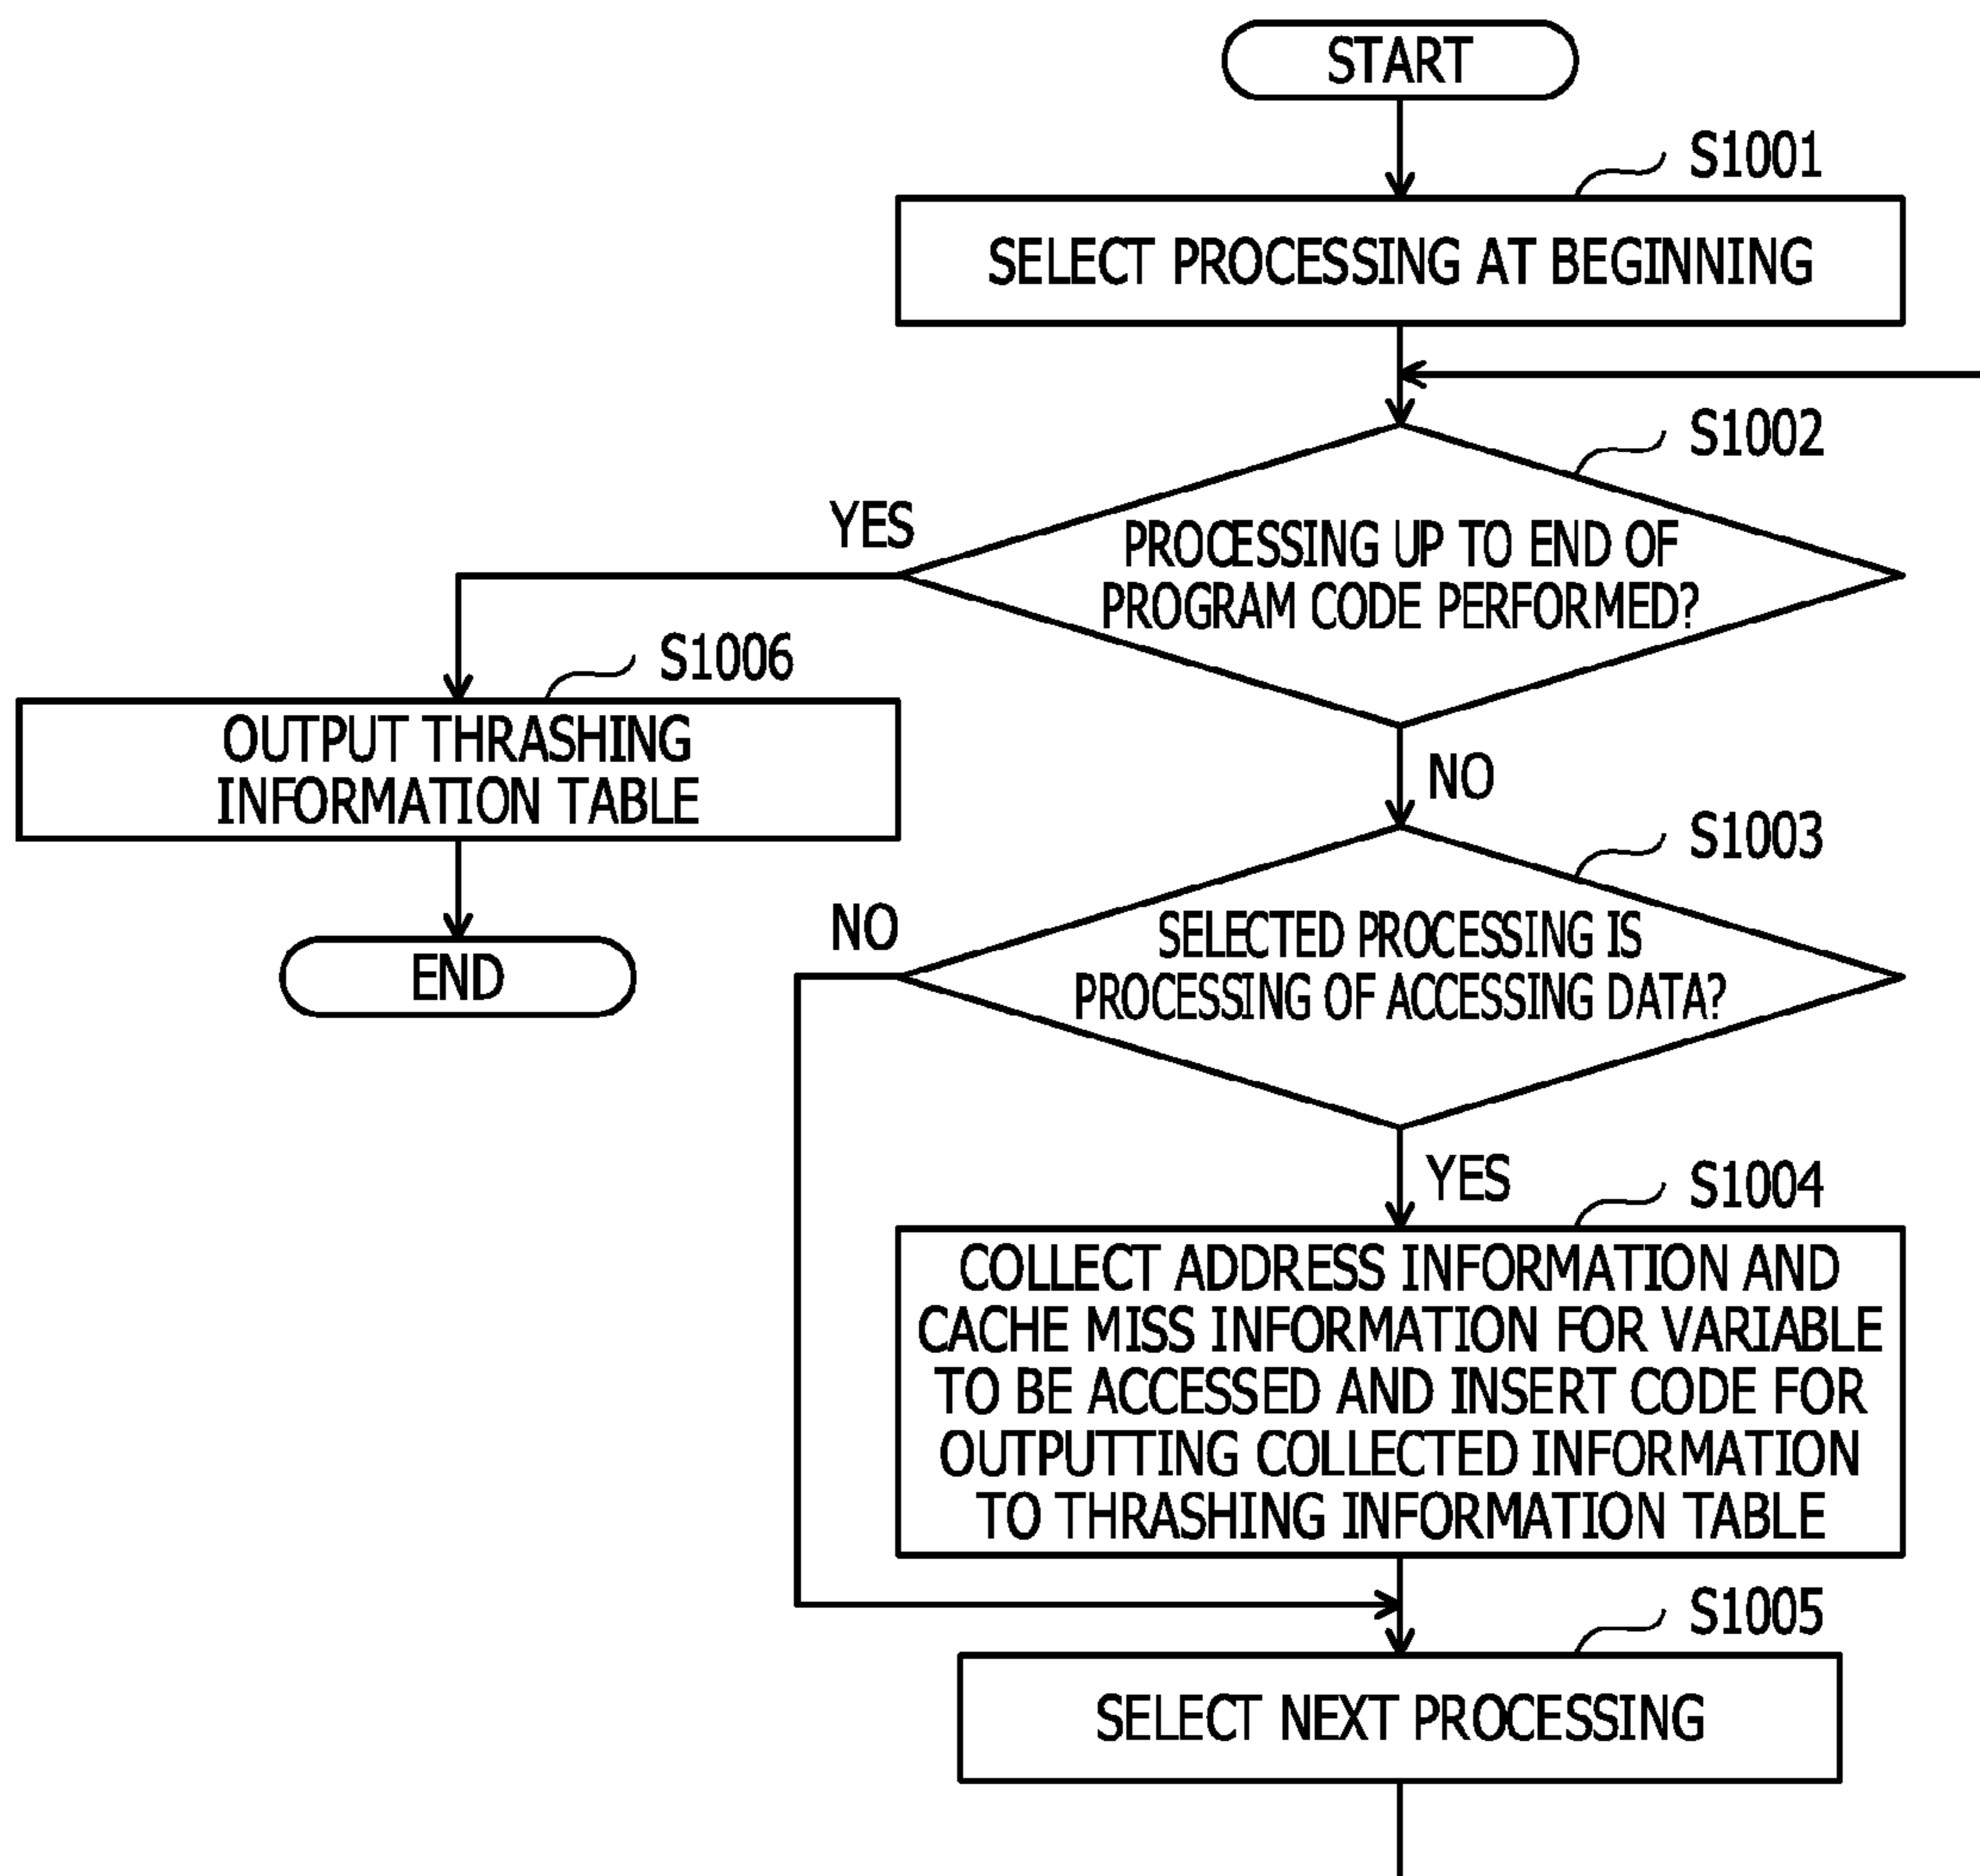 START
S1001
SELECT PROCESSING AT BEGINNING
S1002
YES
PROCESSING UP TO END OF
PROGRAM CODE PERFORMED?
S1006
OUTPUT THRASHING
INFORMATION TABLE
NO
S1003
END
NO
SELECTED PROCESSING IS
PROCESSING OF ACCESSING DATA?
YES
S1004
COLLECT ADDRESS INFORMATION AND
CACHE MISS INFORMATION FOR VARIABLE
TO BE ACCESSED AND INSERT CODE FOR
OUTPUTTING COLLECTED INFORMATION
TO THRASHING INFORMATION TABLE
S1005
SELECT NEXT PROCESSING